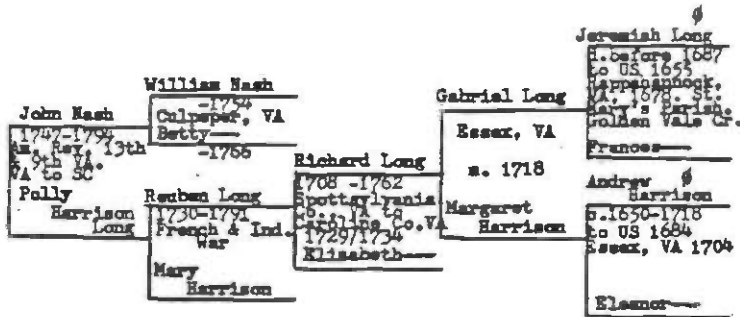 John Nash
1747-1794
Am. Rev. 13th
& 9th VA.
VA to SC
Polly
Harrison
Long
William Nash
-1754
Culpeper, VA
Betty—
-1766
Reuben Long
1730-1791
French & Ind.
War
Mary
Harrison
Richard Long
1708 -1762
Spottsylvania
Co., VA to
Caroline Co.VA
1729/1734
Elizabeth—
Gabriel Long
Essex, VA
m. 1718
Margaret
Harrison
Ø
Jeremiah Long
d.before 1687
to US 1655
Rappahannock,
VA, 1678. St.
Mary's Parish.
Golden Vale Cr.
Frances—
Andrew Ø
Harrison
c.1650-1718
to US 1684
Essex, VA 1704
Eleanor—